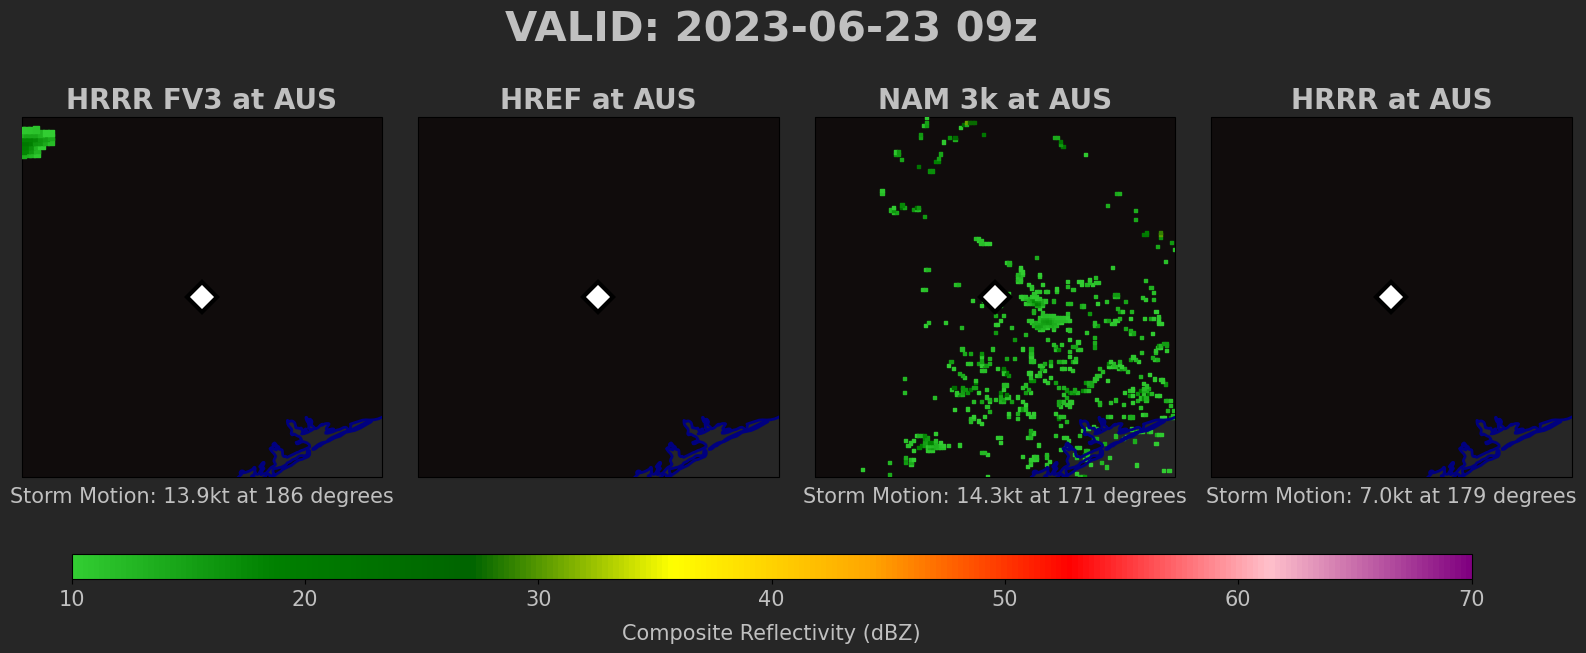 VALID: 2023-06-23 09z
HRRR FV3 at AUS
HREF at AUS
NAM 3k at AUS
HRRR at AUS
Storm Motion: 13.9kt at 186 degrees
Storm Motion: 14.3kt at 171 degrees
Storm Motion: 7.0kt at 179 degrees
10 20 30 40 50 60 70
Composite Reflectivity (dBZ)